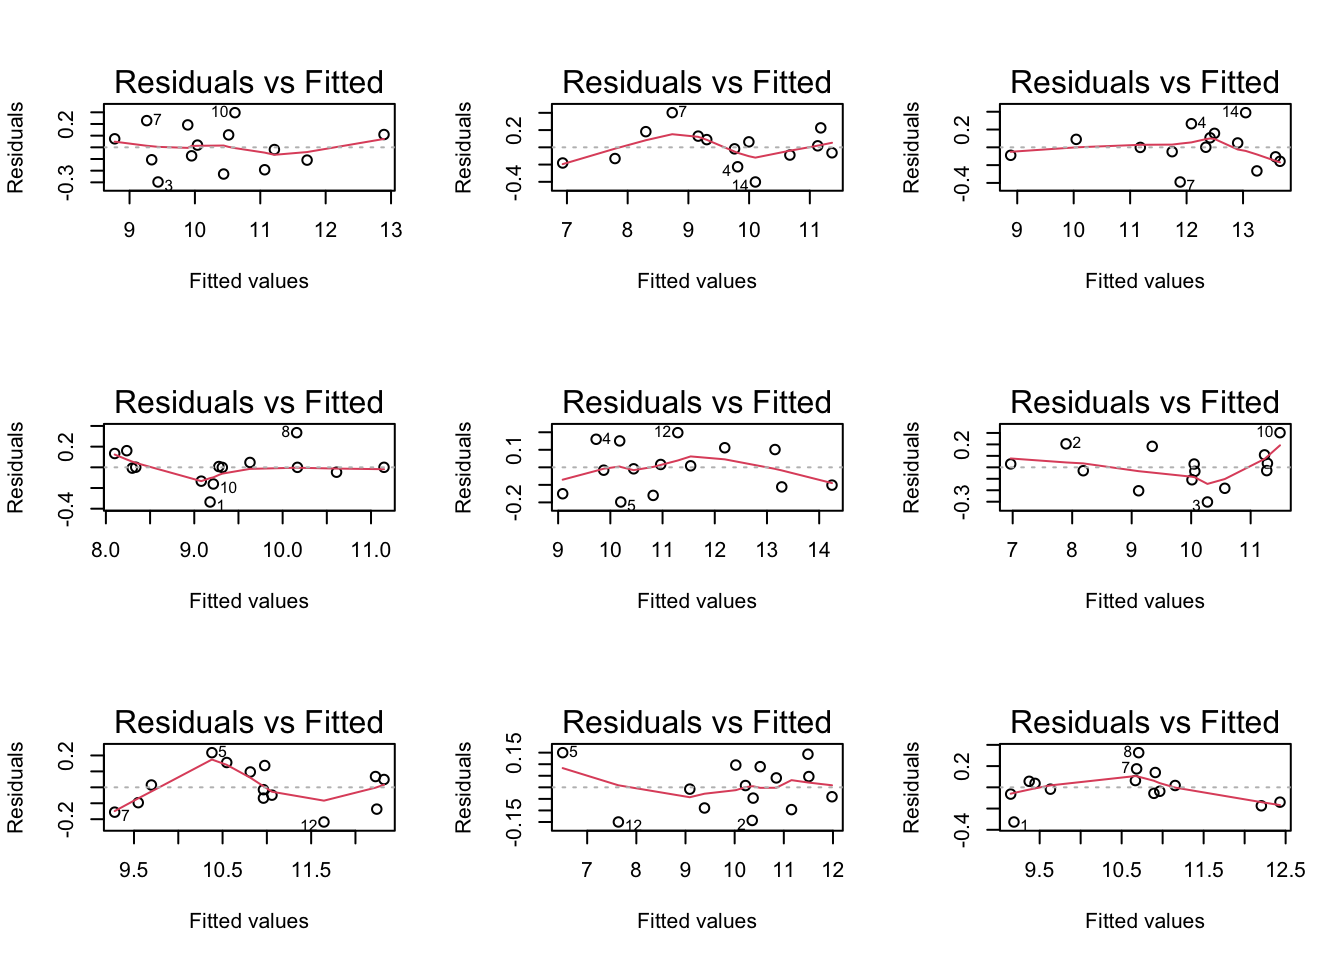 Residuals vs Fitted
Residuals
0.2
-0.3
7
10
3
9 10 11 12 13
Fitted values
Residuals vs Fitted
Residuals
0.2
-0.4
7
4
14
7 8 9 10 11
Fitted values
Residuals vs Fitted
Residuals
0.2
-0.4
14
4
7
9 10 11 12 13
Fitted values
Residuals vs Fitted
Residuals
0.2
-0.4
8
10
1
8.0 9.0 10.0 11.0
Fitted values
Residuals vs Fitted
Residuals
0.1
-0.2
4
12
5
9 10 11 12 13 14
Fitted values
Residuals vs Fitted
Residuals
0.2
-0.3
2
10
3
7 8 9 10 11
Fitted values
Residuals vs Fitted
Residuals
0.2
-0.2
5
7
12
9.5 10.5 11.5
Fitted values
Residuals vs Fitted
Residuals
0.15
-0.15
5
12
2
7 8 9 10 11 12
Fitted values
Residuals vs Fitted
Residuals
0.2
-0.4
8
7
1
9.5 10.5 11.5 12.5
Fitted values